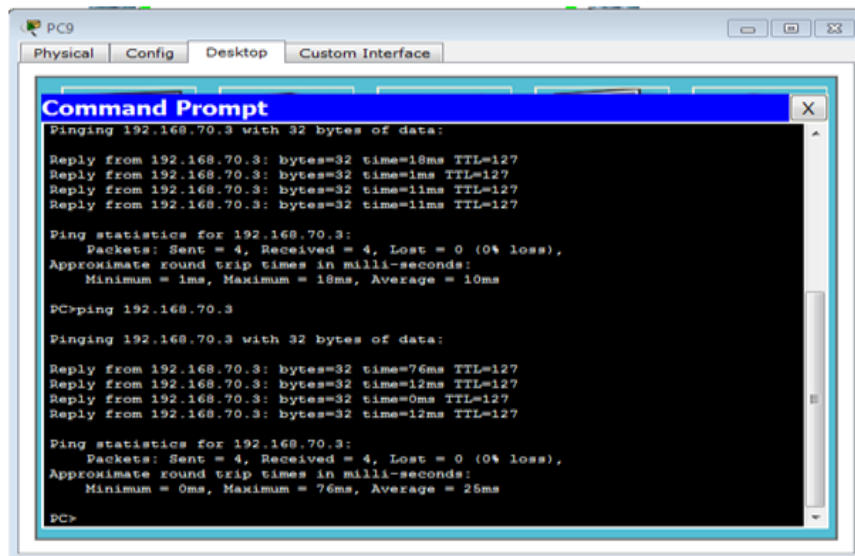 PC9
Physical Config Desktop Custom Interface
Command Prompt X
Pinging 192.168.70.3 with 32 bytes of data:
Reply from 192.168.70.3: bytes=32 time=18ms TTL=127
Reply from 192.168.70.3: bytes=32 time=1ms TTL=127
Reply from 192.168.70.3: bytes=32 time=11ms TTL=127
Reply from 192.168.70.3: bytes=32 time=11ms TTL=127
Ping statistics for 192.168.70.3:
Packets: Sent = 4, Received = 4, Lost = 0 (0% loss),
Approximate round trip times in milli-seconds:
Minimum = 1ms, Maximum = 18ms, Average = 10ms
PC>ping 192.168.70.3
Pinging 192.168.70.3 with 32 bytes of data:
Reply from 192.168.70.3: bytes=32 time=76ms TTL=127
Reply from 192.168.70.3: bytes=32 time=12ms TTL=127
Reply from 192.168.70.3: bytes=32 time=0ms TTL=127
Reply from 192.168.70.3: bytes=32 time=12ms TTL=127
Ping statistics for 192.168.70.3:
Packets: Sent = 4, Received = 4, Lost = 0 (0% loss),
Approximate round trip times in milli-seconds:
Minimum = 0ms, Maximum = 76ms, Average = 25ms
PC>